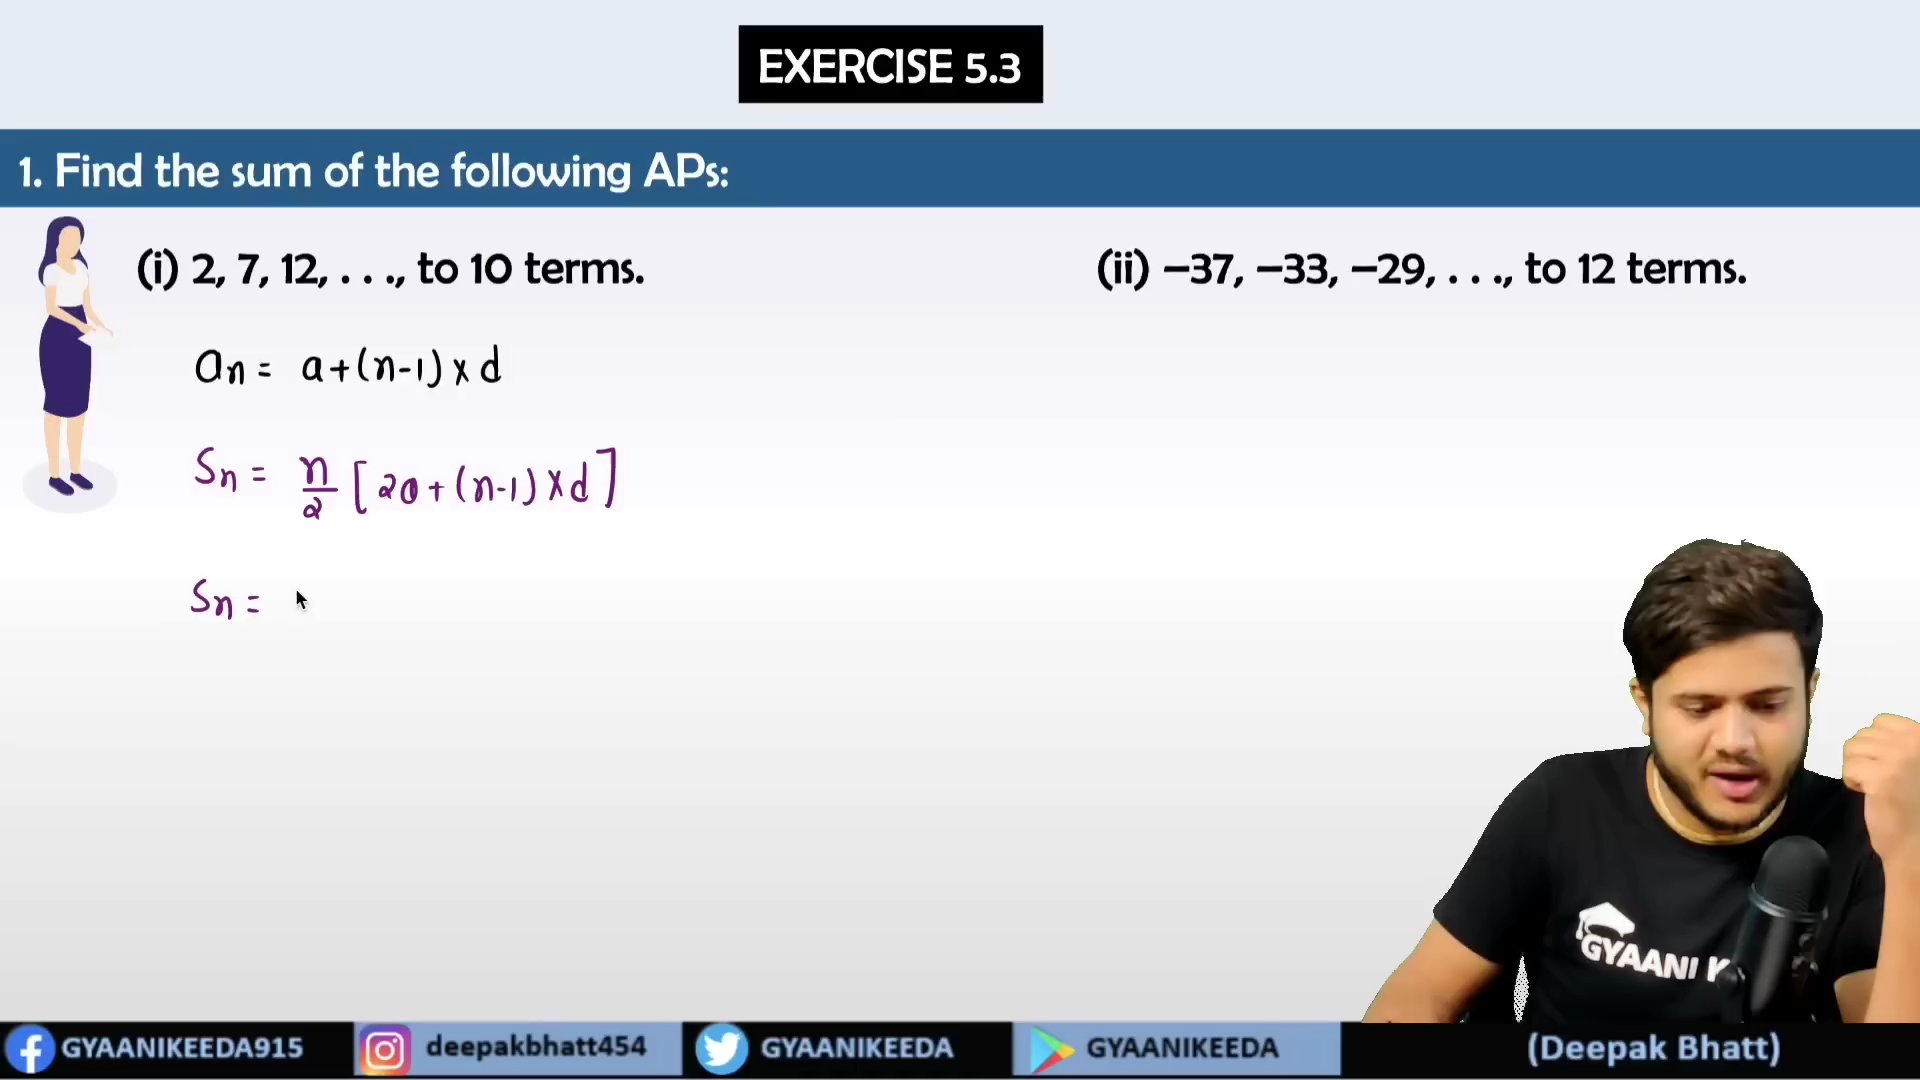 EXERCISE 5.3
1. Find the sum of the following APs:
(i) 2, 7, 12, . . ., to 10 terms.
(ii) –37, –33, –29, . . ., to 12 terms.
an = a+(n-1)×d
Sn = n/2 [2a+(n-1)×d]
Sn =
GYAANI K
GYAANIKEEDA915
deepakbhatt454
GYAANIKEEDA
GYAANIKEEDA
(Deepak Bhatt)